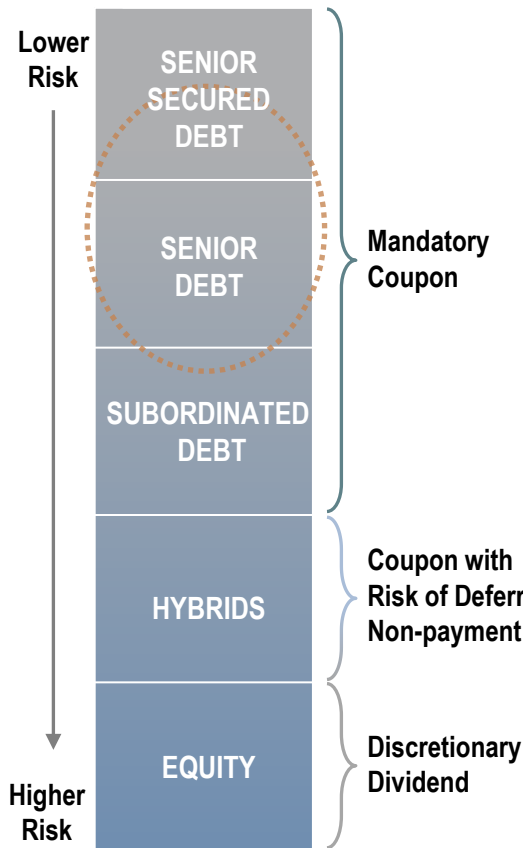 Lower
Risk
SENIOR
SECURED
DEBT
SENIOR
DEBT
Mandatory
Coupon
SUBORDINATED
DEBT
HYBRIDS
Coupon with
Risk of Deferr
Non-payment
EQUITY
Discretionary
Dividend
Higher
Risk